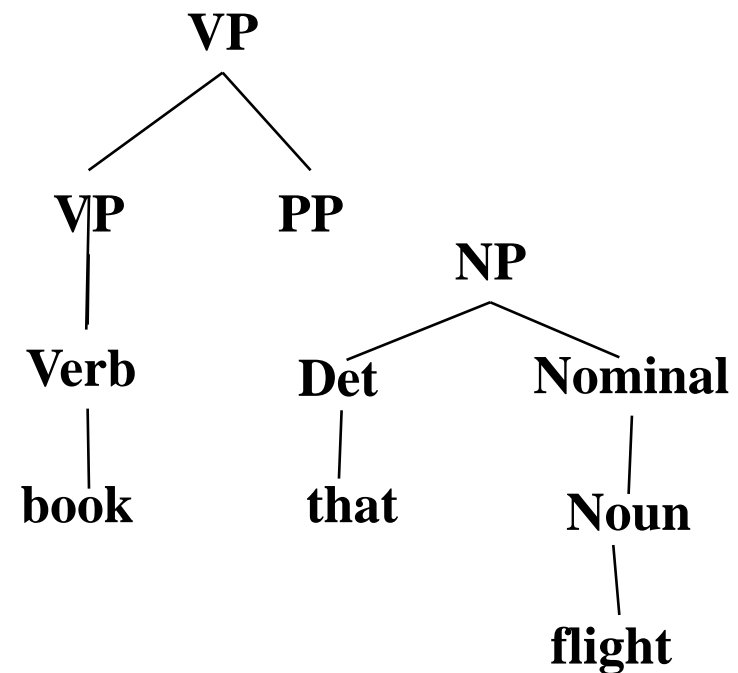 VP
VP PP
NP
Verb Det Nominal
book that Noun
flight